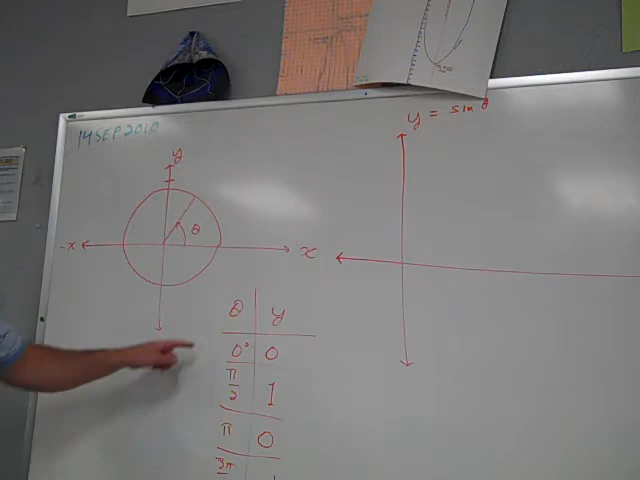 14 SEP 2010
y = sin θ
y
θ
-x
x
θ y
0° 0
π/2 1
π 0
3π